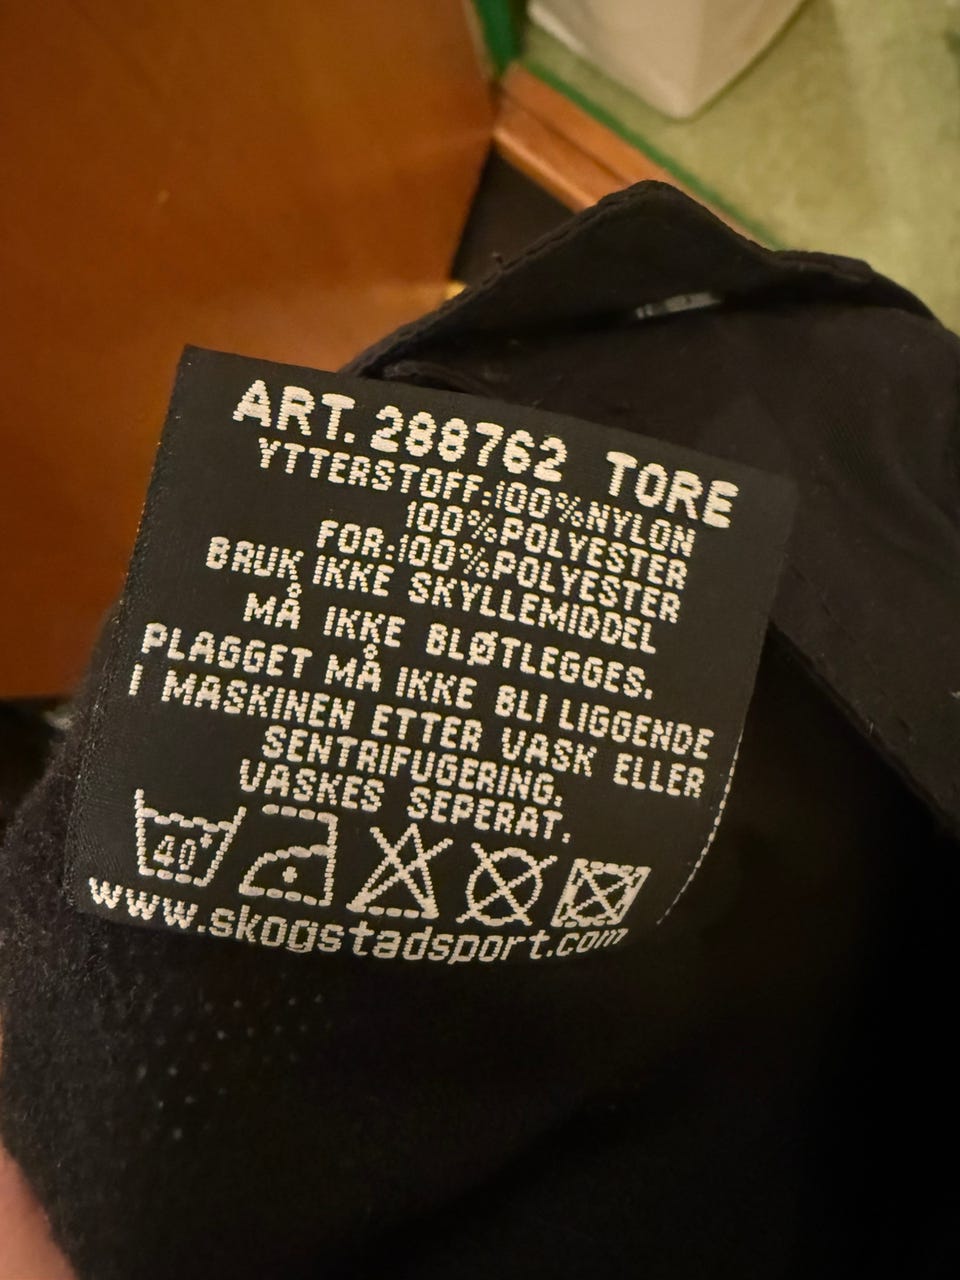 ART. 288762 TORE
YTTERSTOFF:100%NYLON
100%POLYESTER
FOR:100%POLYESTER
BRUK IKKE SKYLLEMIDDEL
MÅ IKKE BLØTLEGGES.
PLAGGET MÅ IKKE BLI LIGGENDE
I MASKINEN ETTER VASK ELLER
SENTRIFUGERING.
VASKES SEPERAT.
40°
www.skogstadsport.com